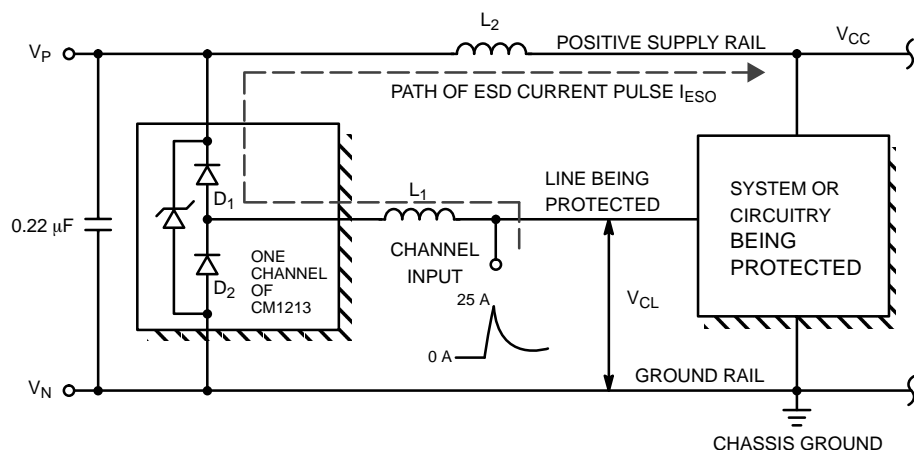 L2
VP
POSITIVE SUPPLY RAIL
VCC
PATH OF ESD CURRENT PULSE IESO
D1
L1
LINE BEING
PROTECTED
SYSTEM OR
CIRCUITRY
BEING
PROTECTED
0.22 μF
CHANNEL
INPUT
ONE
CHANNEL
OF
CM1213
D2
25 A
VCL
0 A
VN
GROUND RAIL
CHASSIS GROUND